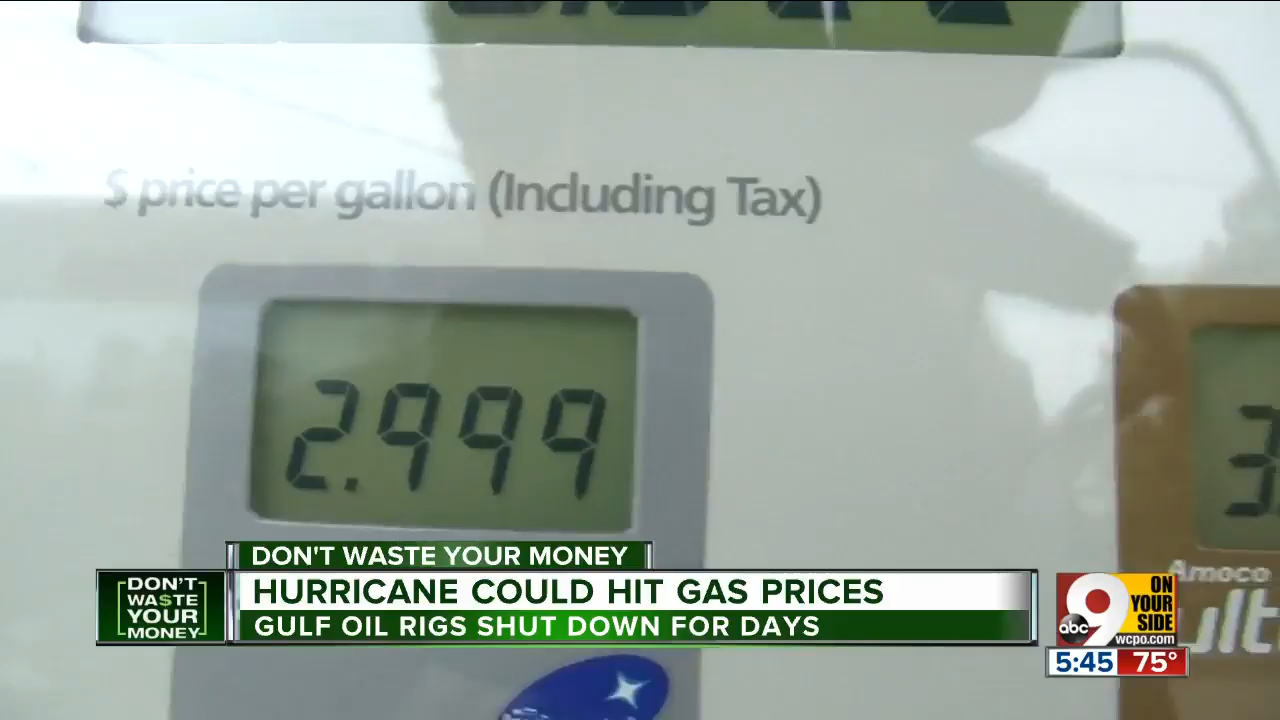 $ price per gallon (Including Tax)
2.999
3
DON'T WASTE YOUR MONEY
DON'T
WA$TE
YOUR
MONEY
HURRICANE COULD HIT GAS PRICES
GULF OIL RIGS SHUT DOWN FOR DAYS
Amoco
abc
9
ON
YOUR
SIDE
wcpo.com
5:45 75°